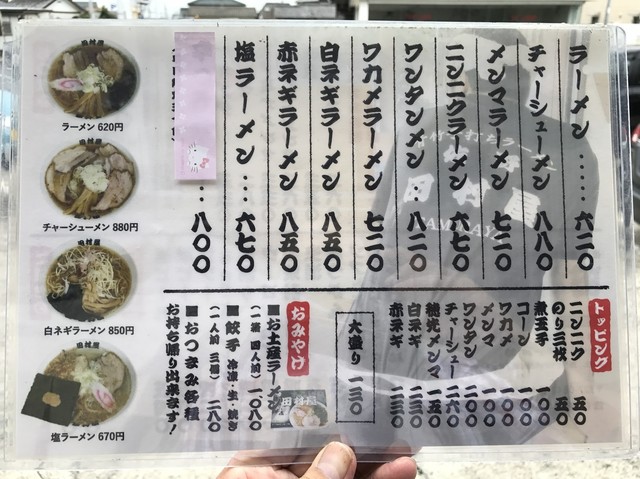 ラーメン‥‥六二〇
チャーシューメン 八八〇
メンマラーメン 七二〇
ニンニクラーメン 六七〇
ワンタンメン‥八二〇
ワカメラーメン 七二〇
白ネギラーメン 八五〇
赤ネギラーメン 八五〇
塩ラーメン‥‥六七〇
‥八〇〇
ラーメン 620円
チャーシューメン 880円
白ネギラーメン 850円
塩ラーメン 670円
トッピング
ニンニク 五〇
のり三枚 五〇
煮玉子 一〇〇
コーン 一〇〇
ワカメ 一〇〇
メンマ 一〇〇
ワンタン 二〇〇
チャーシュー 二六〇
穂先メンマ 一五〇
白ネギ 二三〇
赤ネギ 二三〇
大盛り 一三〇
おみやげ
■お土産ラーメン
(一箱 四人前) 一〇八〇
■餃子 冷凍・生・焼き
(一人前 三個) 二八〇
■おつまみ各種
お持ち帰り出来ます!